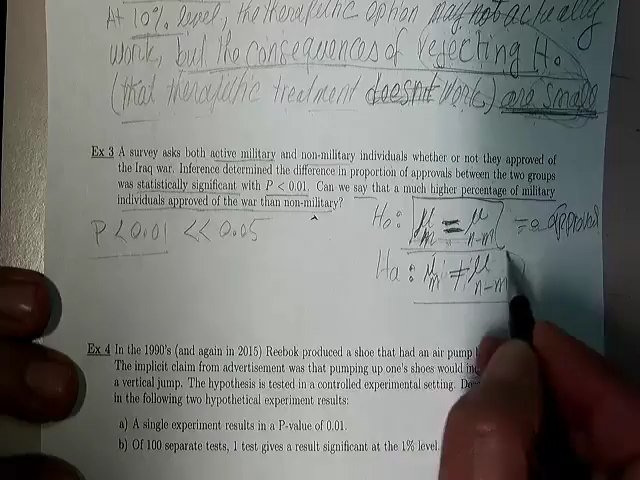 At 10% level, the therapeutic option may not actually
work, but the consequences of rejecting H₀
(that therapeutic treatment doesn't work) are small
Ex 3 A survey asks both active military and non-military individuals whether or not they approved of
the Iraq war. Inference determined the difference in proportion of approvals between the two groups
was statistically significant with P < 0.01. Can we say that a much higher percentage of military
individuals approved of the war than non-military?
P < 0.01 << 0.05
H₀: μ_m = μ_n-m approval
Ha: μ_m ≠ μ_n-m
Ex 4 In the 1990's (and again in 2015) Reebok produced a shoe that had an air pump
The implicit claim from advertisement was that pumping up one's shoes would
a vertical jump. The hypothesis is tested in a controlled experimental setting.
in the following two hypothetical experiment results:
a) A single experiment results in a P-value of 0.01.
b) Of 100 separate tests, 1 test gives a result significant at the 1% level.